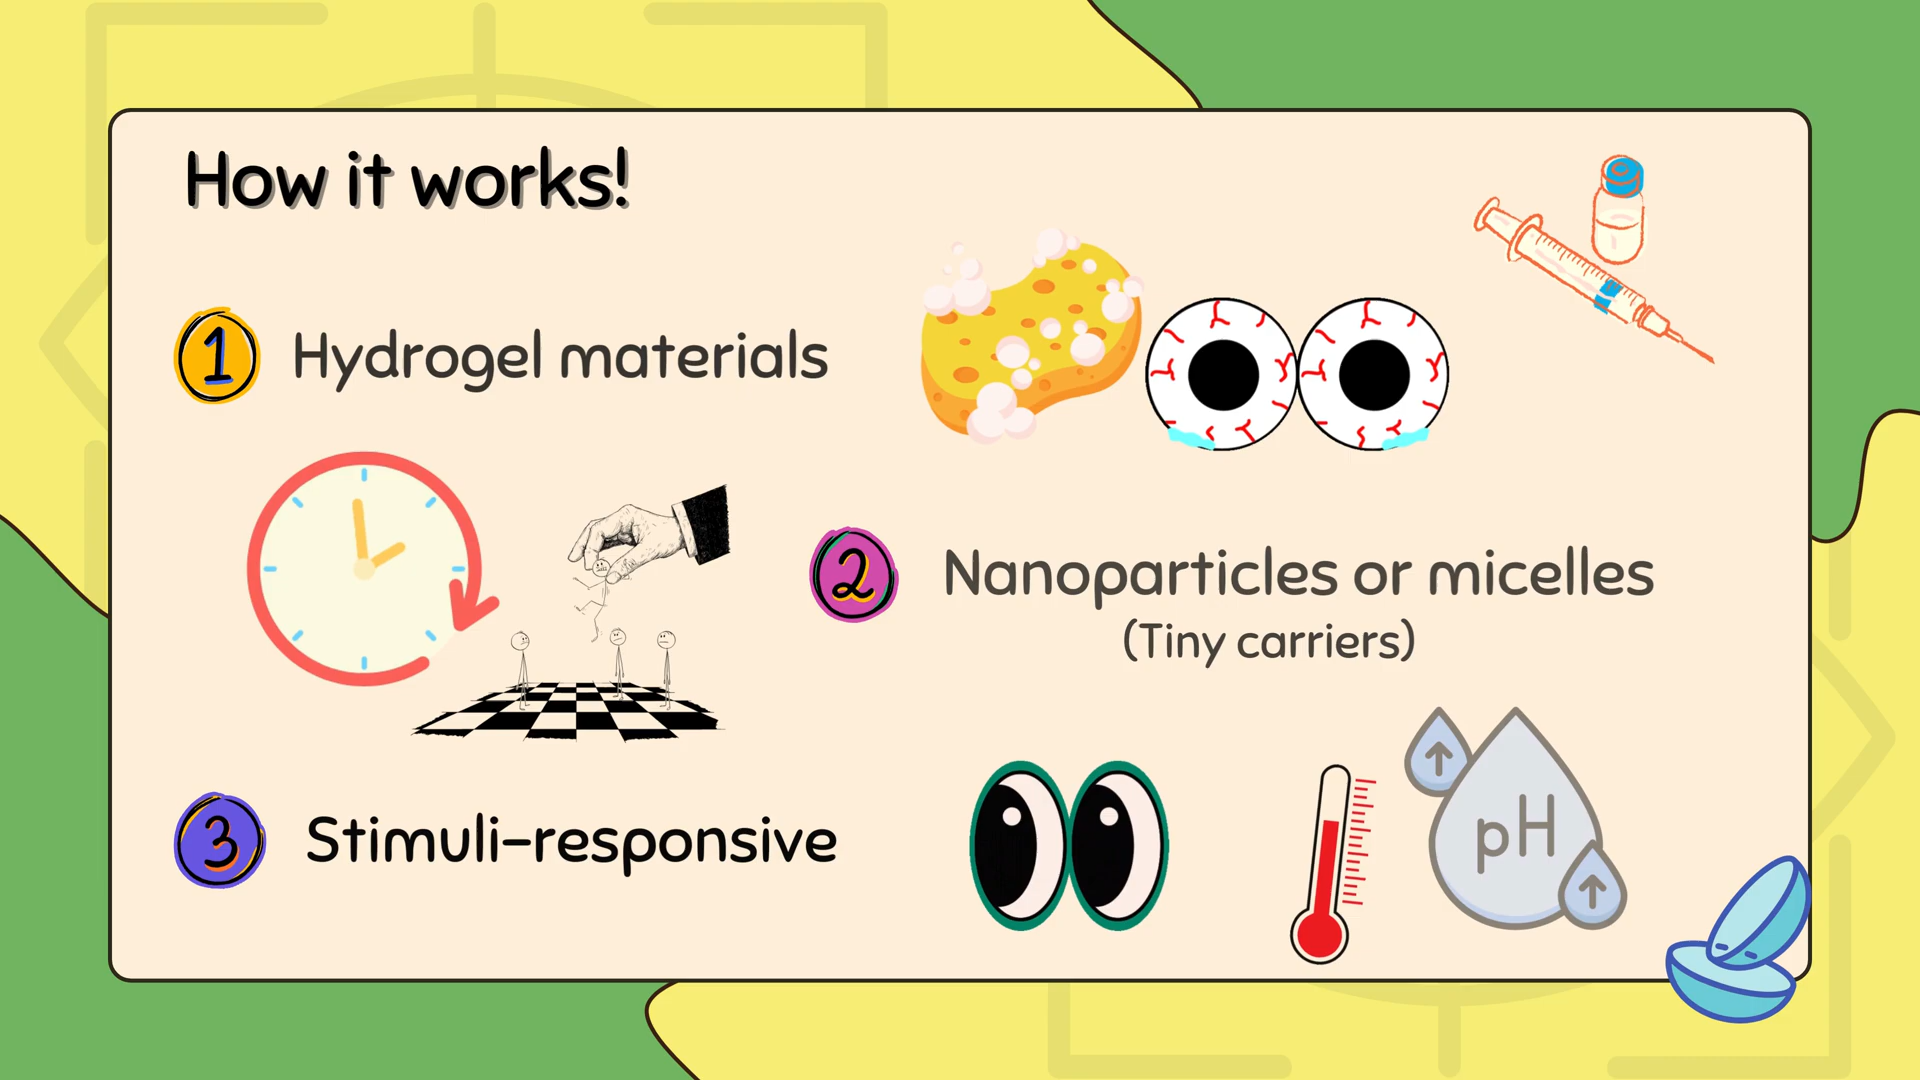 How it works!
1 Hydrogel materials
2 Nanoparticles or micelles
(Tiny carriers)
3 Stimuli-responsive
pH